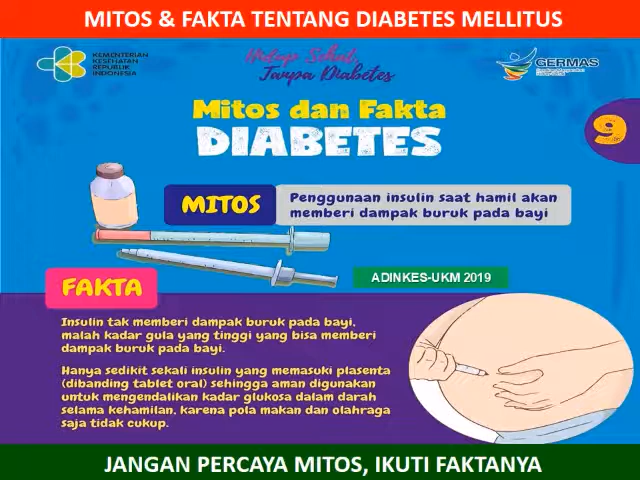 MITOS & FAKTA TENTANG DIABETES MELLITUS
KEMENTERIAN
KESEHATAN
REPUBLIK
INDONESIA
Hidup Sehat,
Tanpa Diabetes
GERMAS
Mitos dan Fakta
DIABETES
9
MITOS
Penggunaan insulin saat hamil akan
memberi dampak buruk pada bayi
ADINKES-UKM 2019
FAKTA
Insulin tak memberi dampak buruk pada bayi,
malah kadar gula yang tinggi yang bisa memberi
dampak buruk pada bayi.
Hanya sedikit sekali insulin yang memasuki plasenta
(dibanding tablet oral) sehingga aman digunakan
untuk mengendalikan kadar glukosa dalam darah
selama kehamilan, karena pola makan dan olahraga
saja tidak cukup.
JANGAN PERCAYA MITOS, IKUTI FAKTANYA